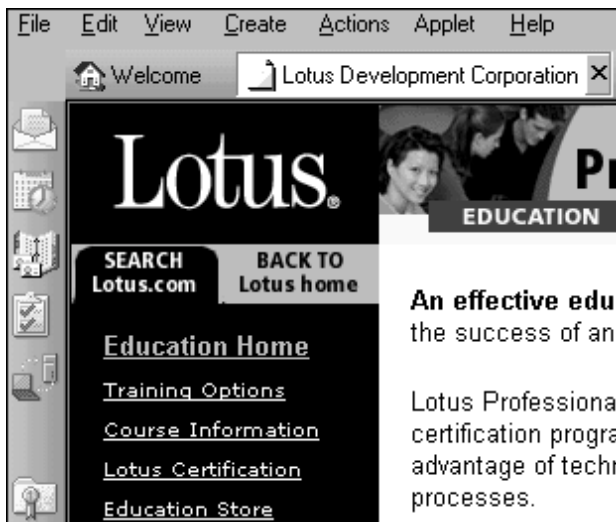 File Edit View Create Actions Applet Help
Welcome Lotus Development Corporation
Lotus®
EDUCATION
SEARCH
Lotus.com
BACK TO
Lotus home
Education Home
Training Options
Course Information
Lotus Certification
Education Store
An effective edu
the success of an
Lotus Professiona
certification progra
advantage of techn
processes.